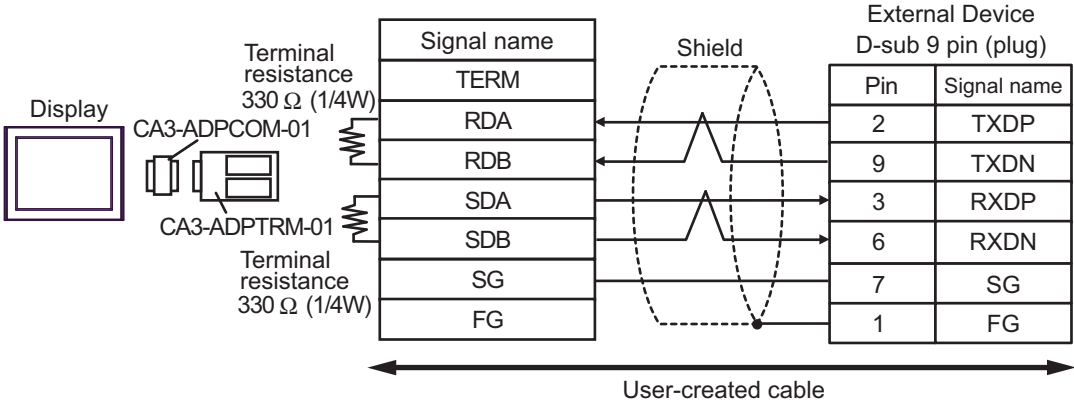 Display
CA3-ADPCOM-01
CA3-ADPTRM-01
Terminal
resistance
330 Ω (1/4W)
Terminal
resistance
330 Ω (1/4W)
Signal name
TERM
RDA
RDB
SDA
SDB
SG
FG
Shield
External Device
D-sub 9 pin (plug)
Pin Signal name
2 TXDP
9 TXDN
3 RXDP
6 RXDN
7 SG
1 FG
User-created cable